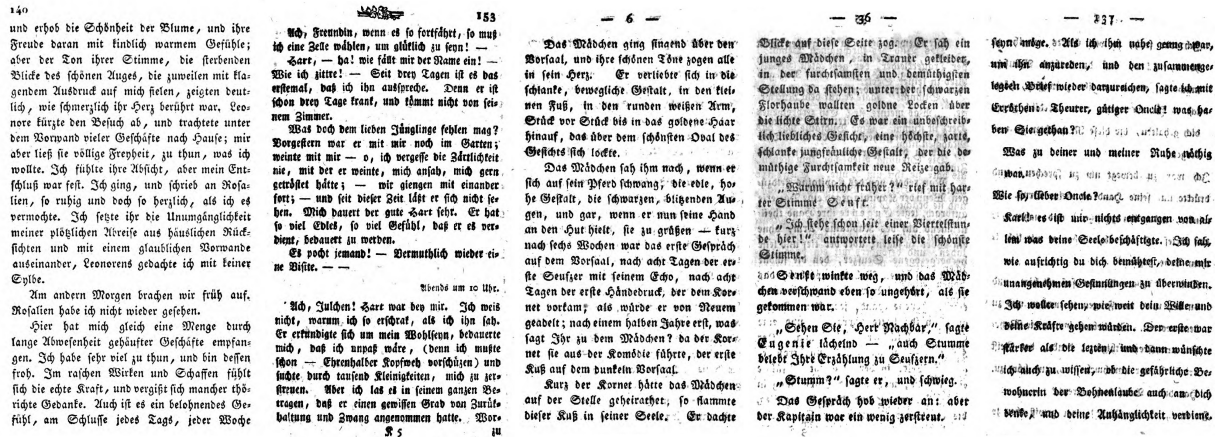 140
und erhob die Schönheit der Blume, und ihre
Freude daran mit kindlich warmem Gefühle;
aber der Ton ihrer Stimme, die sterbenden
Blicke des schönen Auges, die zuweilen mit kla-
gendem Ausdruck auf mich fielen, zeigten deut-
lich, wie schmerzlich ihr Herz berührt war. Leo-
nore kürzte den Besuch ab, und trachtete unter
dem Vorwand vieler Geschäfte nach Hause; mir
aber ließ sie völlige Freyheit, zu thun, was ich
wollte. Ich fühlte ihre Absicht, aber mein Ent-
schluß war fest. Ich ging, und schrieb an Rosa-
lien, so ruhig und doch so herzlich, als ich es
vermochte. Ich setzte ihr die Unumgänglichkeit
meiner plötzlichen Abreise aus häuslichen Rück-
sichten und mit einem glaublichen Vorwande
auseinander, Leonorens gedachte ich mit keiner
Sylbe.
Am andern Morgen brachen wir früh auf.
Rosalien habe ich nicht wieder gesehen.
Hier hat mich gleich eine Menge durch
lange Abwesenheit gehäufter Geschäfte empfan-
gen. Ich habe sehr viel zu thun, und bin dessen
froh. Im raschen Wirken und Schaffen fühlt
sich die echte Kraft, und vergißt sich mancher thö-
richte Gedanke. Auch ist es ein belohnendes Ge-
fühl, am Schlusse jedes Tags, jeder Woche
153
Ach, Freundin, wenn es so fortfährt, so muß
ich eine Zelle wählen, um glüklich zu seyn! —
Hart, — ha! wie fällt mir der Name ein! —
Wie ich zittre! — Seit drey Tagen ist es das
erstemal, daß ich ihn ausspreche. Denn er ist
schon drey Tage krank, und kömmt nicht von sei-
nem Zimmer.
Was doch dem lieben Jünglinge fehlen mag?
Vorgestern war er mit mir noch im Garten;
weinte mit mir — o, ich vergesse die Zärtlichkeit
nie, mit der er weinte, mich ansah, mich gern
getröstet hätte; — wir giengen mit einander
fort; — und seit dieser Zeit läßt er sich nicht se-
hen. Mich dauert der gute Hart sehr. Er hat
so viel Edles, so viel Gefühl, daß er es ver-
dient, bedauert zu werden.
Es pocht jemand! — Vermuthlich wieder ei-
ne Visite. — —
Abends um 10 Uhr.
Ach, Julchen! Hart war bey mir. Ich weis
nicht, warum ich so erschrak, als ich ihn sah.
Er erkundigte sich um mein Wohlseyn, bedauerte
mich, daß ich unpaß wäre, (denn ich mußte
schon — Ehrenhalber Kopfweh vorschüzen) und
suchte durch tausend Kleinigkeiten, mich zu zer-
streuen. Aber ich las es in seinem ganzen Be-
tragen, daß er einen gewissen Grad von Zurük-
haltung und Zwang angenommen hatte. Wor-
K 5 zu
— 6 —
Das Mädchen ging singend über den
Vorsaal, und ihre schönen Töne zogen alle
in sein Herz. Er verliebte sich in die
schlanke, bewegliche Gestalt, in den klei-
nen Fuß, in den runden weißen Arm,
Stück vor Stück bis in das goldene Haar
hinauf, das über dem schönsten Oval des
Gesichts sich lockte.
Das Mädchen sah ihm nach, wenn er
sich auf sein Pferd schwang; die edle, ho-
he Gestalt, die schwarzen, blitzenden Au-
gen, und gar, wenn er nun seine Hand
an den Hut hielt, sie zu grüßen — kurz
nach sechs Wochen war das erste Gespräch
auf dem Vorsaal, nach acht Tagen der er-
ste Seufzer mit seinem Echo, nach acht
Tagen der erste Händedruck, der dem Kor-
net vorkam, als würde er von Neuem
geadelt; nach einem halben Jahre erst, was
sagt Ihr zu dem Mädchen? da der Kor-
net sie aus der Komödie führte, der erste
Kuß auf dem dunkeln Vorsaal.
Kurz der Kornet hätte das Mädchen
auf der Stelle geheirathet, so flammte
dieser Kuß in seiner Seele. Er dachte
— 36 —
Blicke auf diese Seite zog. Er sah ein
junges Mädchen, in Trauer gekleidet,
in der furchtsamsten und demüthigsten
Stellung da stehen; unter der schwarzen
Florhaube wallten goldne Locken über
die lichte Stirn. Es war ein unbeschreib-
lich liebliches Gesicht, eine höchst zarte,
schlanke jungfräuliche Gestalt, der die de-
müthige Furchtsamkeit neue Reize gab.
„Warum nicht früher?“ rief mit har-
ter Stimme Senft.
„Ich stehe schon seit einer Viertelstun-
de hier!“ antwortete leise die schönste
Stimme.
Senft winkte weg, und das Mäd-
chen verschwand eben so ungehört, als sie
gekommen war.
„Sehen Sie, Herr Nachbar,“ sagte
Eugenie lächelnd — „auch Stumme
belebt Ihre Erzählung zu Seufzern.“
„Stumm?“ sagte er, und schwieg.
Das Gespräch hob wieder an: aber
der Kapitain war ein wenig zerstreut.
— 237 —
seyn möge. Als ich ihm nahe genug war,
um ihn anzureden, und den zusammenge-
legten Brief wieder darzureichen, sagte ich mit
Erröthen: Theurer, gütiger Onale! was ha-
ben Sie gethan?
Was zu deiner und meiner Ruhe nöthig
war.
Wie so, lieber Onale?
Karl, es ist mir nichts entgangen von al-
lem was deine Seele beschäftigte. Ich sah,
wie aufrichtig du dich bemühtest, deine mir
unangenehmen Gesinnungen zu überwinden.
Ich wollte sehen, wie weit dein Wille und
deine Kräfte gehen würden. Der erste war
stärker als die lezten, und dann wünschte
ich auch zu wissen, ob die gefährliche Be-
wohnerin der Bohnenlaube auch an dich
denke, und deine Anhänglichkeit verdiene.